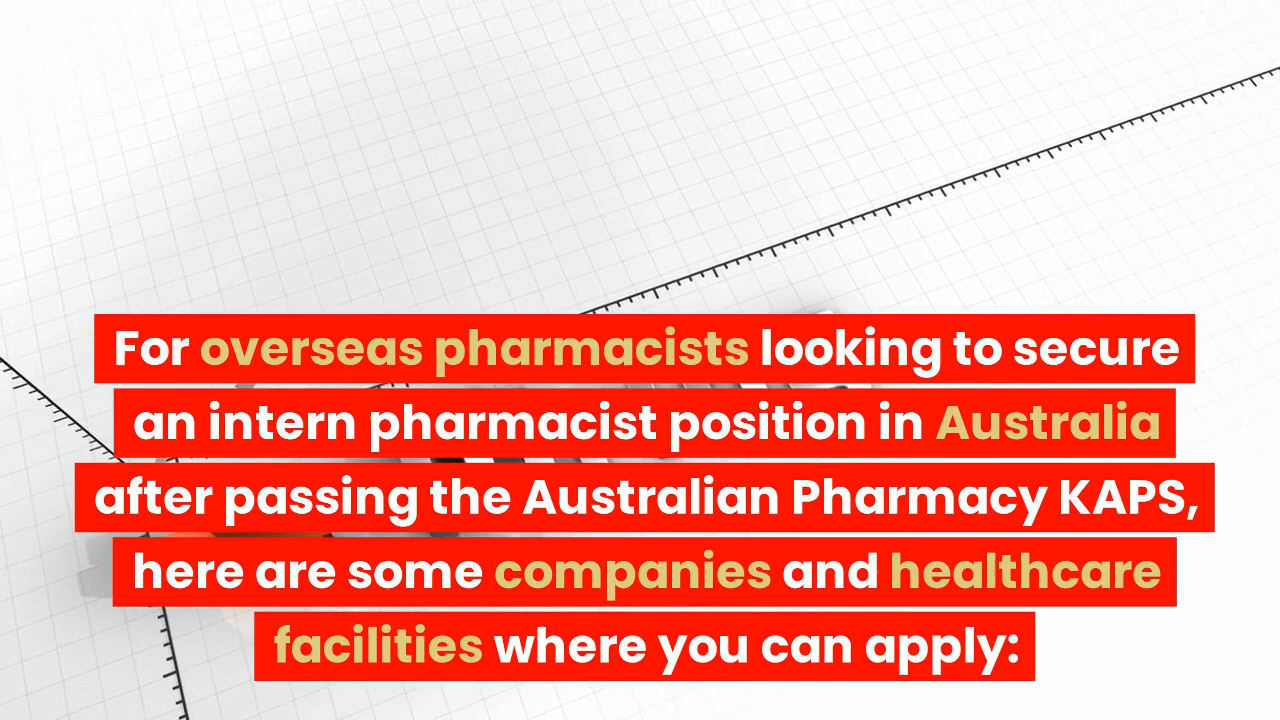 For overseas pharmacists looking to secure
an intern pharmacist position in Australia
after passing the Australian Pharmacy KAPS,
here are some companies and healthcare
facilities where you can apply: